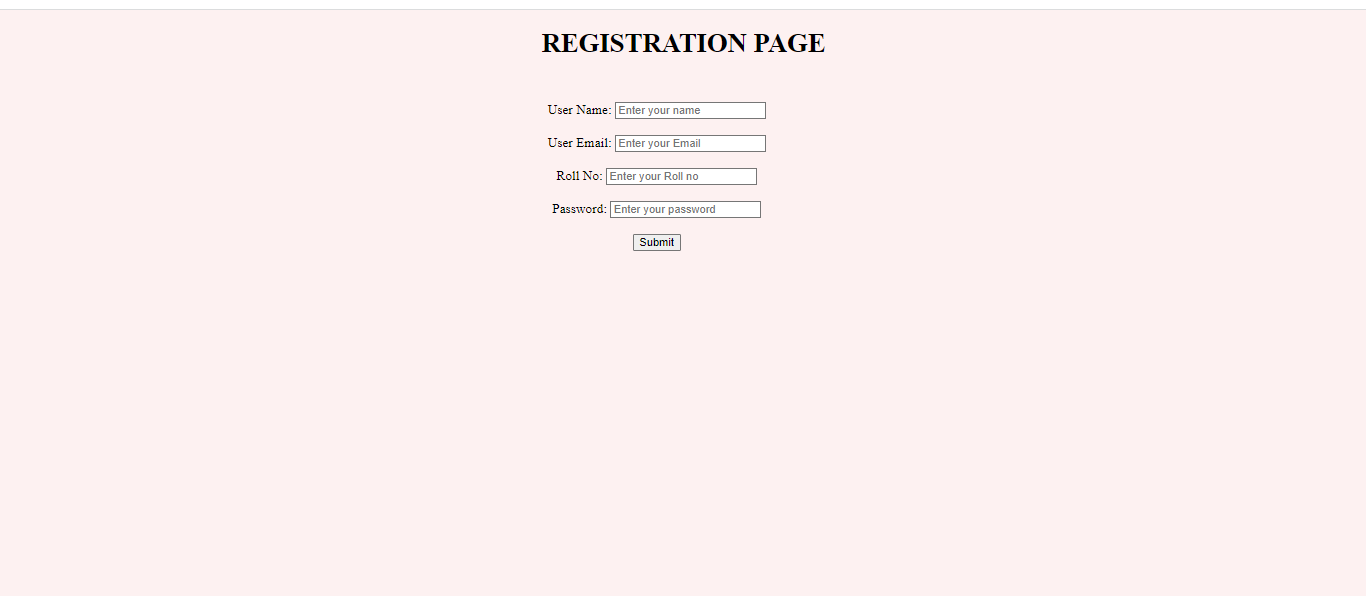 REGISTRATION PAGE
User Name: Enter your name
User Email: Enter your Email
Roll No: Enter your Roll no
Password: Enter your password
Submit